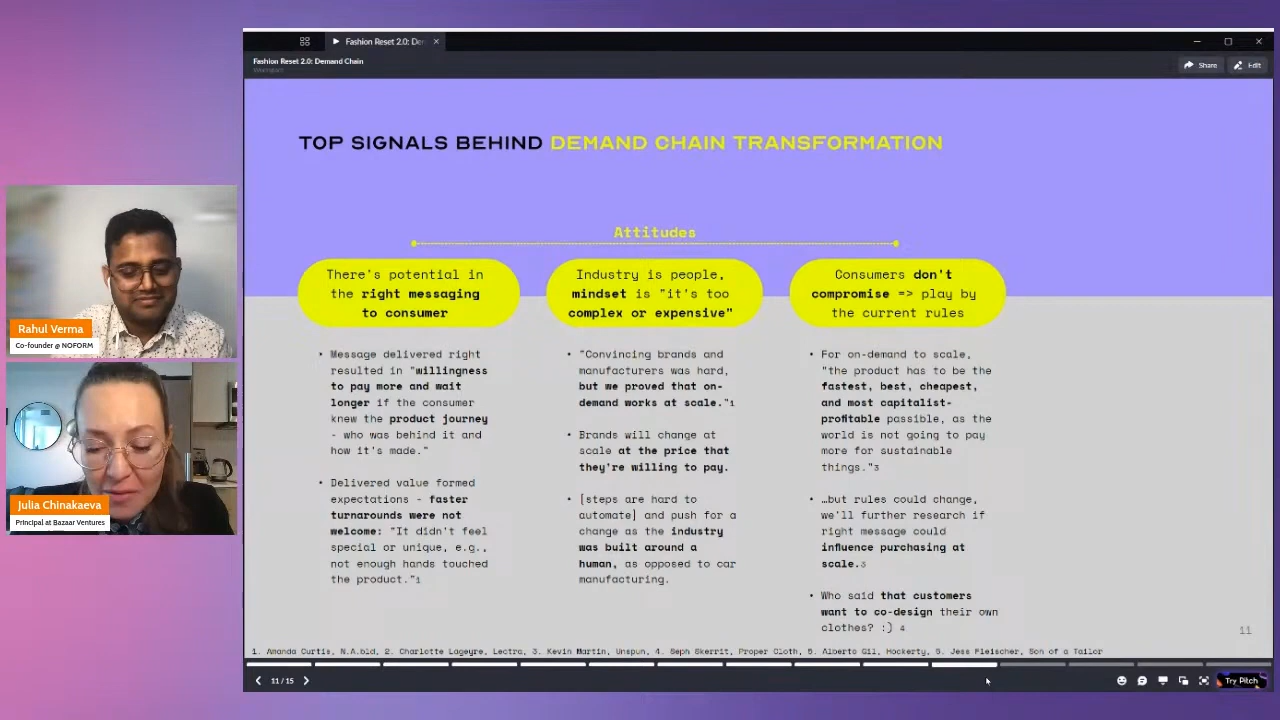 Fashion Reset 2.0: De
Fashion Reset 2.0: Demand Chain
Share
Edit
TOP SIGNALS BEHIND DEMAND CHAIN TRANSFORMATION
Attitudes
There's potential in
the right messaging
to consumer
• Message delivered right
resulted in "willingness
to pay more and wait
longer if the consumer
knew the product journey
- who was behind it and
how it's made."
• Delivered value formed
expectations - faster
turnarounds were not
welcome: "It didn't feel
special or unique, e.g.,
not enough hands touched
the product."1
Industry is people,
mindset is "it's too
complex or expensive"
• "Convincing brands and
manufacturers was hard,
but we proved that on-
demand works at scale."1
• Brands will change at
scale at the price that
they're willing to pay.
• [steps are hard to
automate] and push for a
change as the industry
was built around a
human, as opposed to car
manufacturing.
Consumers don't
compromise => play by
the current rules
• For on-demand to scale,
"the product has to be the
fastest, best, cheapest,
and most capitalist-
profitable possible, as the
world is not going to pay
more for sustainable
things."3
• …but rules could change,
we'll further research if
right message could
influence purchasing at
scale.3
• Who said that customers
want to co-design their own
clothes? :) 4
11
1. Amanda Curtis, N.A.bld, 2. Charlotte Lageyre, Lectra, 3. Kevin Martin, Unspun, 4. Seph Skerrit, Proper Cloth, 5. Alberto Gil, Hockerty, 6. Jess Fleischer, Son of a Tailor
11 / 15
Try Pitch
Rahul Verma
Co-founder @ NOFORM
Julia Chinakaeva
Principal at Bazaar Ventures